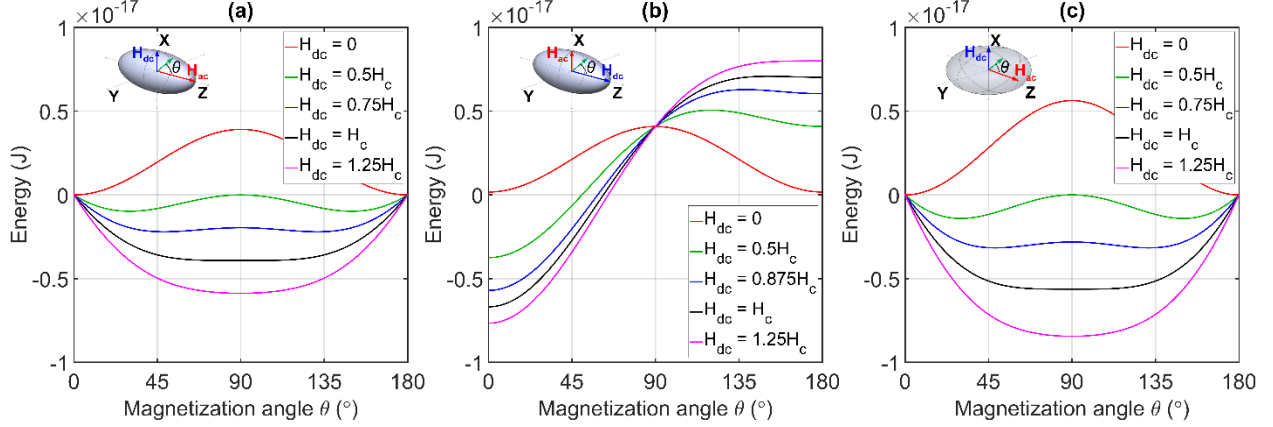 (a)
×10⁻¹⁷
Energy (J)
1
0.5
0
-0.5
-1
0 45 90 135 180
Magnetization angle θ (°)
X
H_dc
θ
H_ac
Y
Z
H_dc = 0
H_dc = 0.5H_c
H_dc = 0.75H_c
H_dc = H_c
H_dc = 1.25H_c
(b)
×10⁻¹⁷
Energy (J)
1
0.5
0
-0.5
-1
0 45 90 135 180
Magnetization angle θ (°)
X
H_ac
θ
H_dc
Y
Z
H_dc = 0
H_dc = 0.5H_c
H_dc = 0.875H_c
H_dc = H_c
H_dc = 1.25H_c
(c)
×10⁻¹⁷
Energy (J)
1
0.5
0
-0.5
-1
0 45 90 135 180
Magnetization angle θ (°)
X
H_dc
θ
H_ac
Y
Z
H_dc = 0
H_dc = 0.5H_c
H_dc = 0.75H_c
H_dc = H_c
H_dc = 1.25H_c